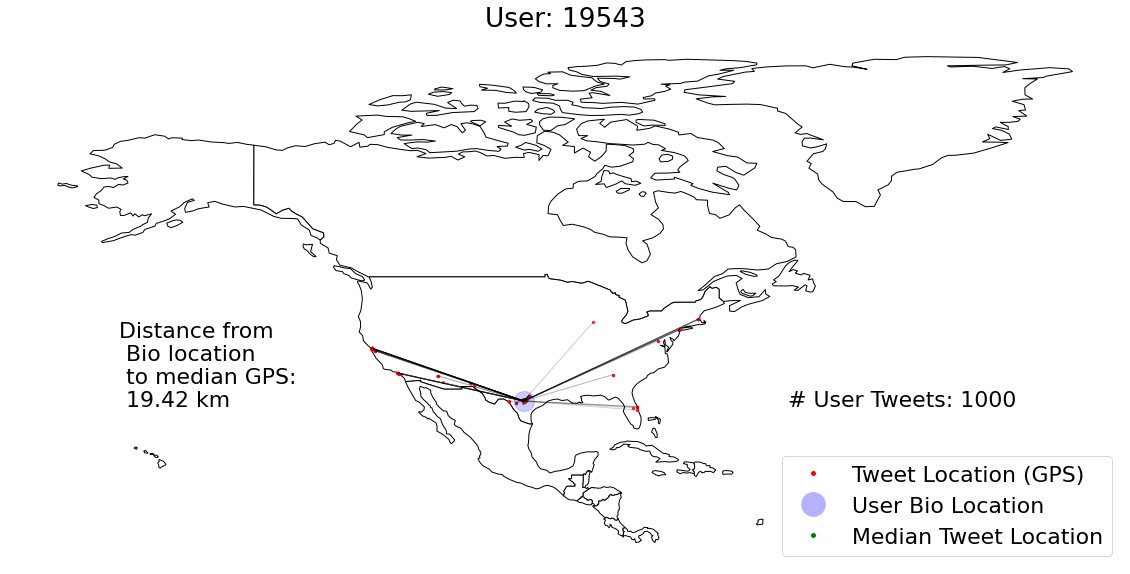 User: 19543
Distance from
Bio location
to median GPS:
19.42 km
# User Tweets: 1000
Tweet Location (GPS)
User Bio Location
Median Tweet Location